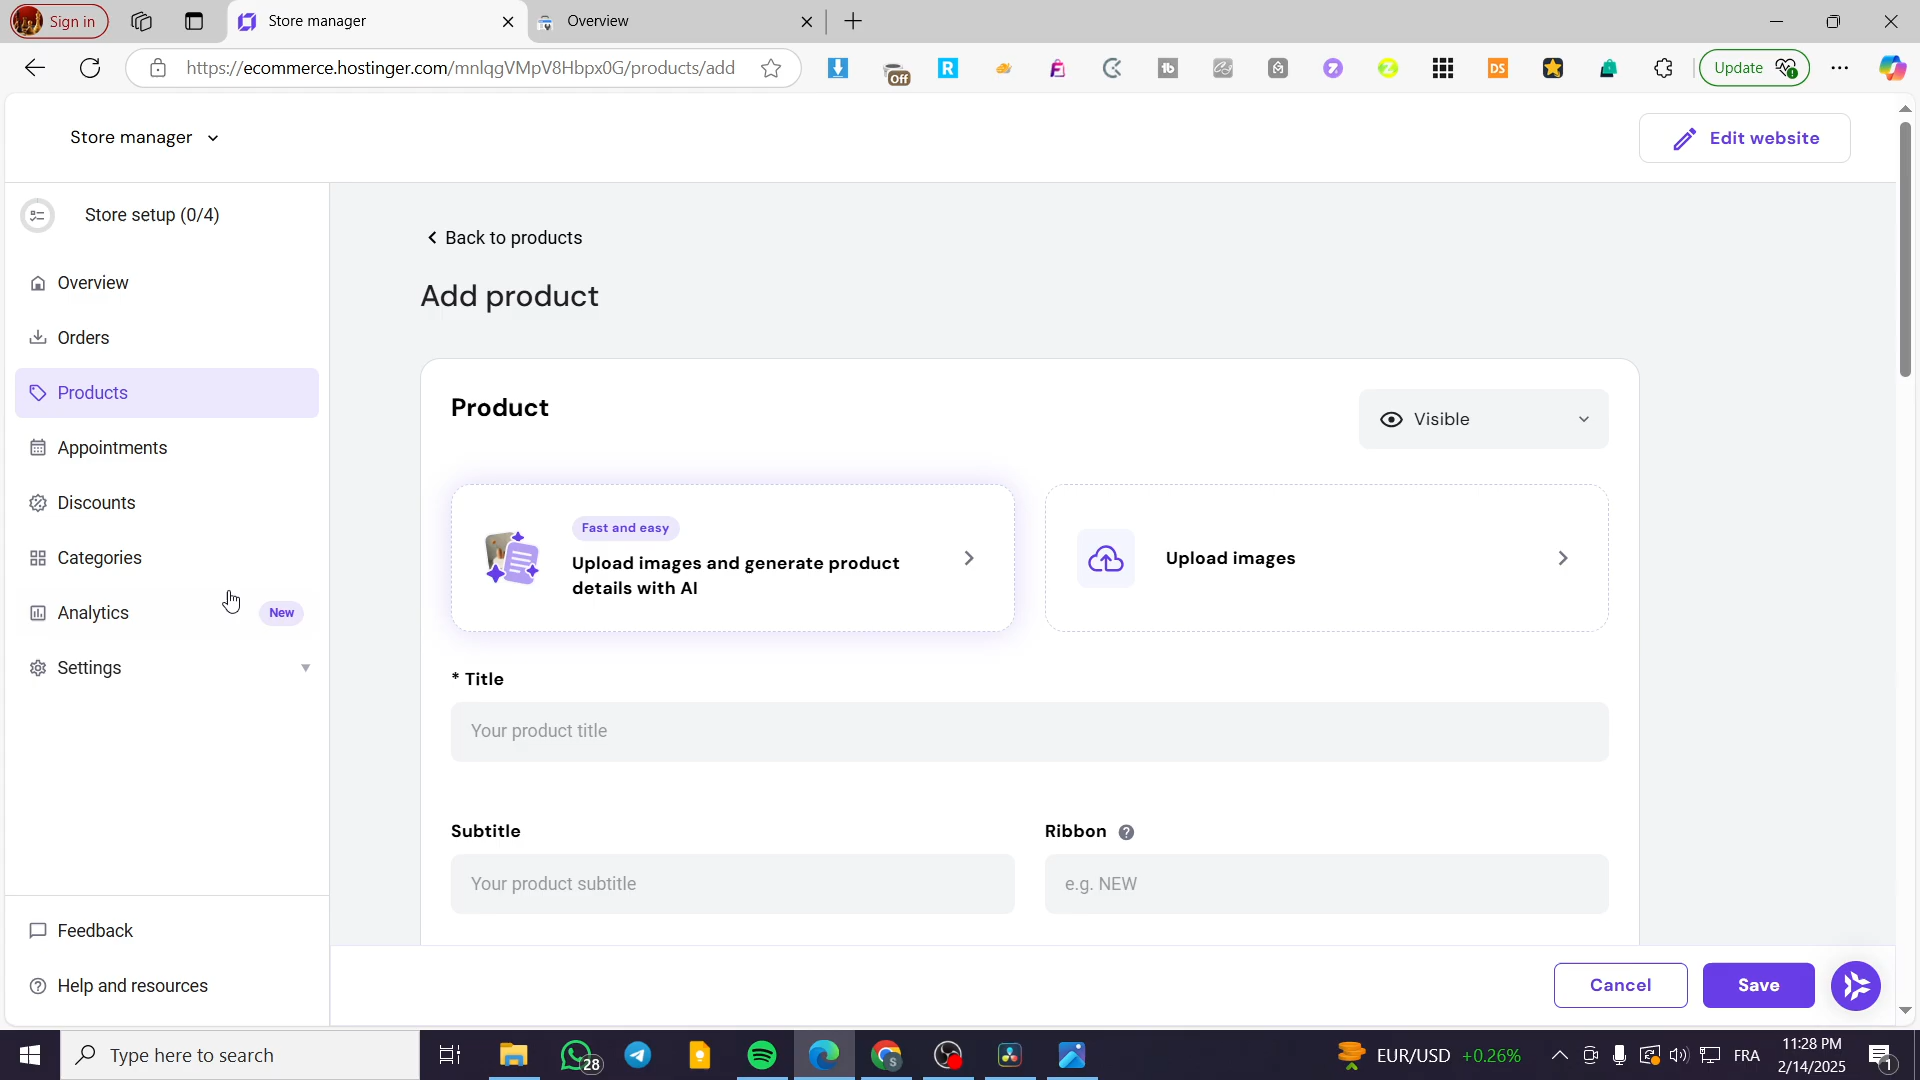 Sign in
Store manager
Overview
https://ecommerce.hostinger.com/mnlqgVMpV8Hbpx0G/products/add
Off
Update
Store manager
Edit website
Store setup (0/4)
Overview
Orders
Products
Appointments
Discounts
Categories
Analytics
New
Settings
Feedback
Help and resources
Back to products
Add product
Product
Visible
Fast and easy
Upload images and generate product
details with AI
Upload images
* Title
Your product title
Subtitle
Your product subtitle
Ribbon
e.g. NEW
Cancel
Save
Type here to search
28
EUR/USD +0.26%
FRA
11:28 PM
2/14/2025
1